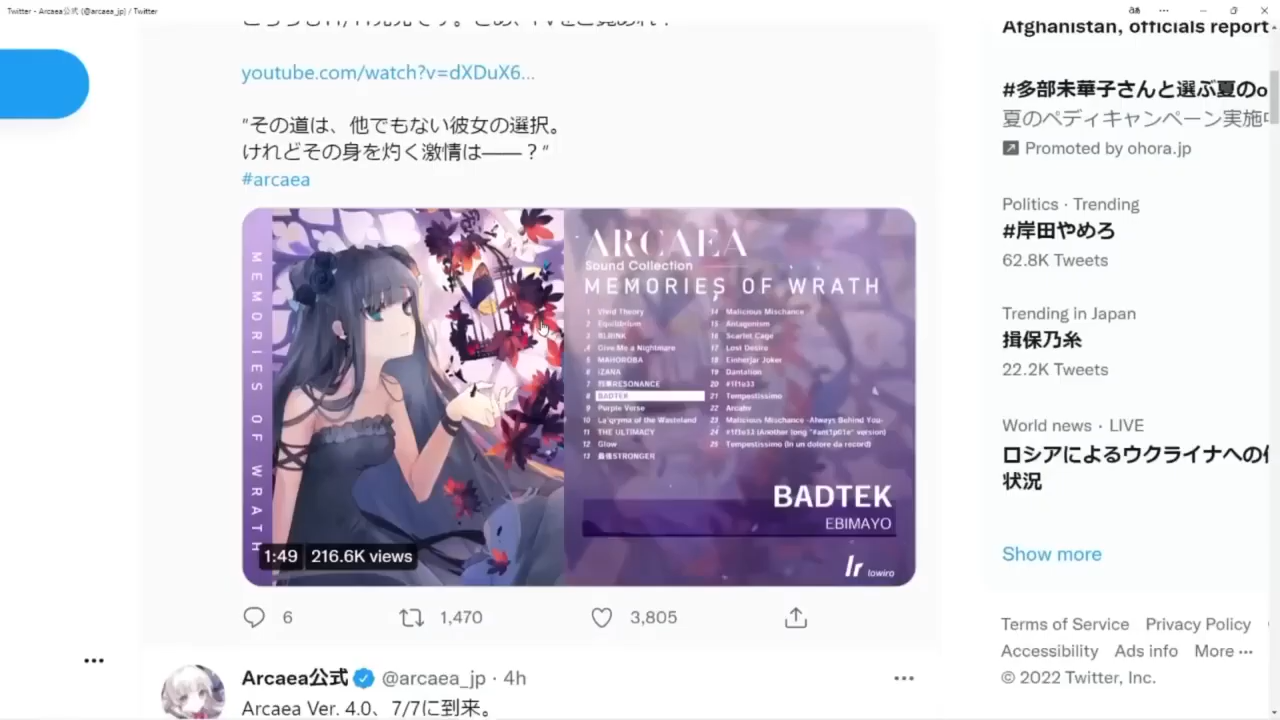 Twitter - Arcaea公式 (@arcaea_jp) / Twitter
youtube.com/watch?v=dXDuX6...
“その道は、他でもない彼女の選択。
けれどその身を灼く激情は――？”
#arcaea
MEMORIES OF WRATH
ARCAEA
Sound Collection
MEMORIES OF WRATH
1 Vivid Theory
2 Equilibrium
3 BLRINK
4 Give Me a Nightmare
5 MAHOROBA
6 IZANA
7 烈華RESONANCE
8 BADTEK
9 Purple Verse
10 La'qryma of the Wasteland
11 THE ULTIMACY
12 Glow
13 最強STRONGER
14 Malicious Mischance
15 Antagonism
16 Scarlet Cage
17 Lost Desire
18 Einherjar Joker
19 Dantalion
20 #1f1e33
21 Tempestissimo
22 Arcahv
23 Malicious Mischance -Always Behind You-
24 #1f1e33 (Another long "#am1p01e" version)
25 Tempestissimo (In un dolore da record)
BADTEK
EBIMAYO
lowiro
1:49 216.6K views
6 1,470 3,805
Arcaea公式 @arcaea_jp · 4h
Arcaea Ver. 4.0、7/7に到来。
Afghanistan, officials report
#多部未華子さんと選ぶ夏のo
夏のペディキャンペーン実施
Promoted by ohora.jp
Politics · Trending
#岸田やめろ
62.8K Tweets
Trending in Japan
揖保乃糸
22.2K Tweets
World news · LIVE
ロシアによるウクライナへの
状況
Show more
Terms of Service Privacy Policy
Accessibility Ads info More ···
© 2022 Twitter, Inc.